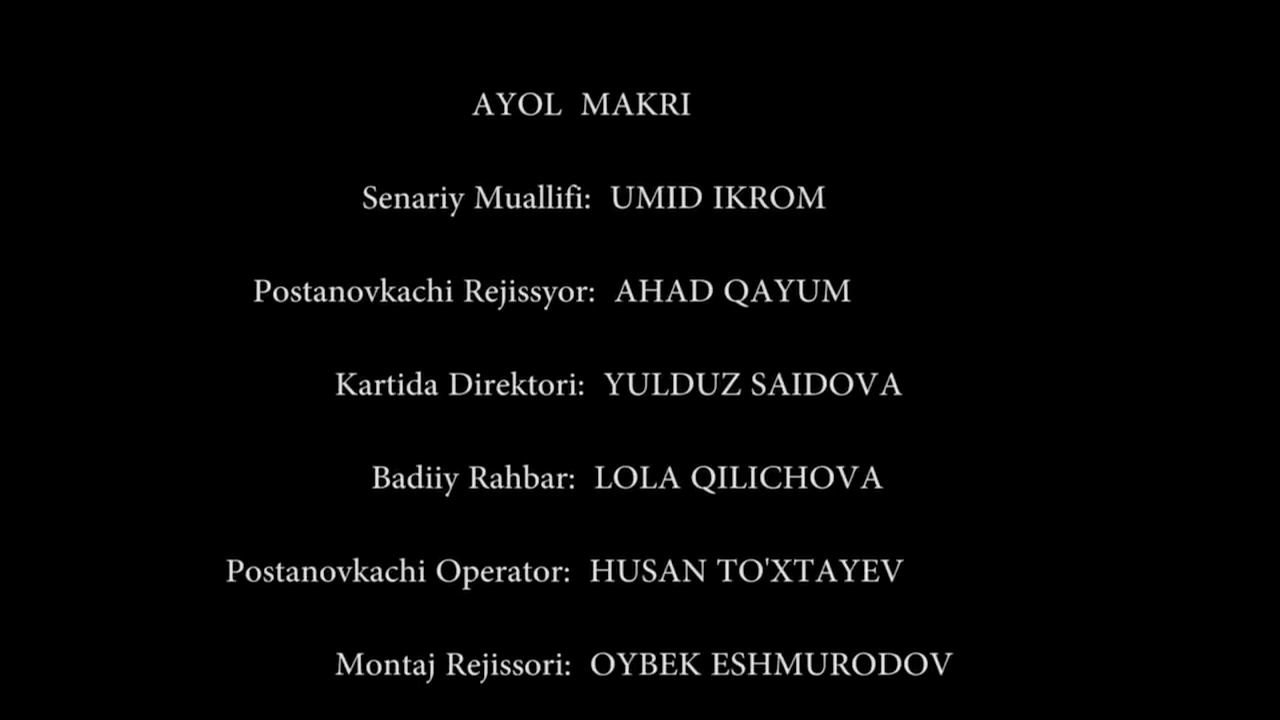 AYOL MAKRI
Senariy Muallifi: UMID IKROM
Postanovkachi Rejissyor: AHAD QAYUM
Kartida Direktori: YULDUZ SAIDOVA
Badiiy Rahbar: LOLA QILICHOVA
Postanovkachi Operator: HUSAN TO'XTAYEV
Montaj Rejissori: OYBEK ESHMURODOV